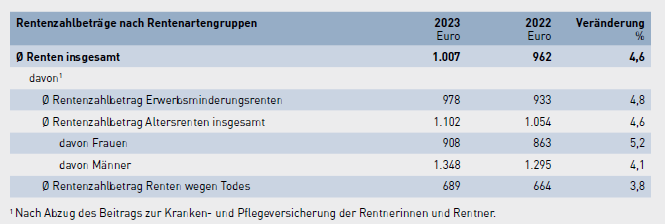 Rentenzahlbeträge nach Rentenartengruppen 2023 2022 Veränderung
Euro Euro %
Ø Renten insgesamt 1.007 962 4,6
davon¹
Ø Rentenzahlbetrag Erwerbsminderungsrenten 978 933 4,8
Ø Rentenzahlbetrag Altersrenten insgesamt 1.102 1.054 4,6
davon Frauen 908 863 5,2
davon Männer 1.348 1.295 4,1
Ø Rentenzahlbetrag Renten wegen Todes 689 664 3,8
¹ Nach Abzug des Beitrags zur Kranken- und Pflegeversicherung der Rentnerinnen und Rentner.